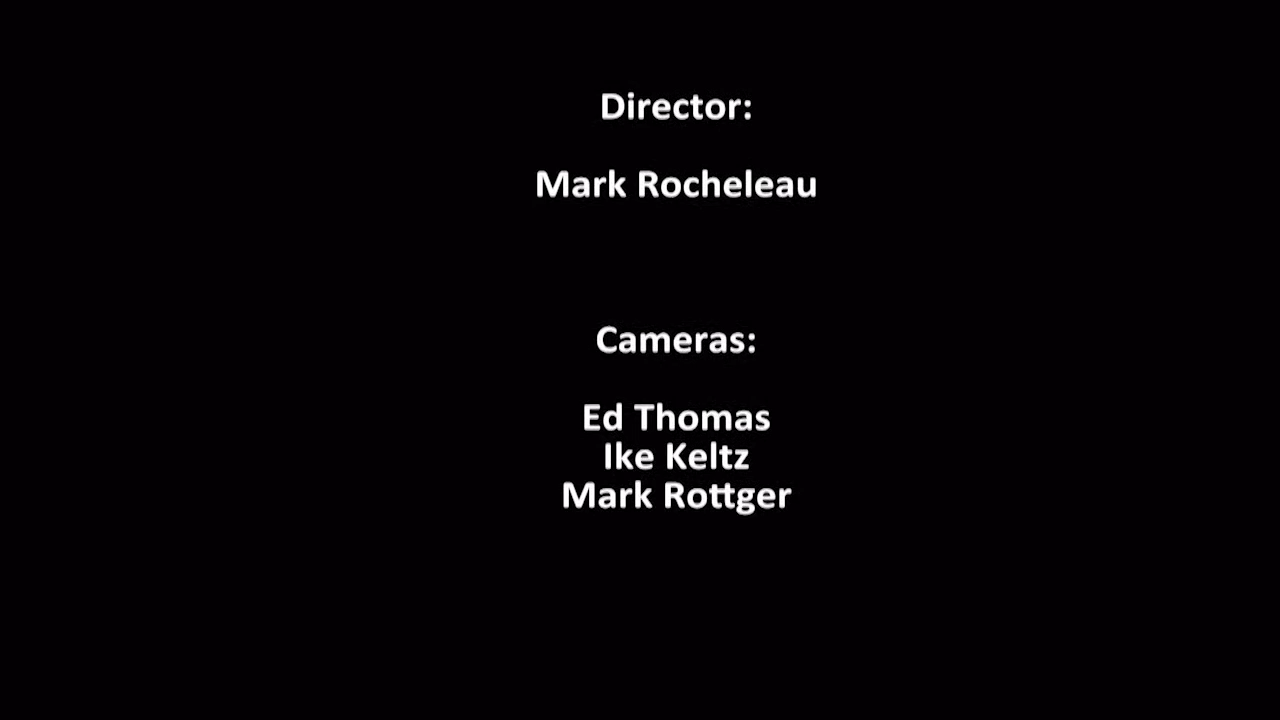 Director:
Mark Rocheleau
Cameras:
Ed Thomas
Ike Keltz
Mark Rottger